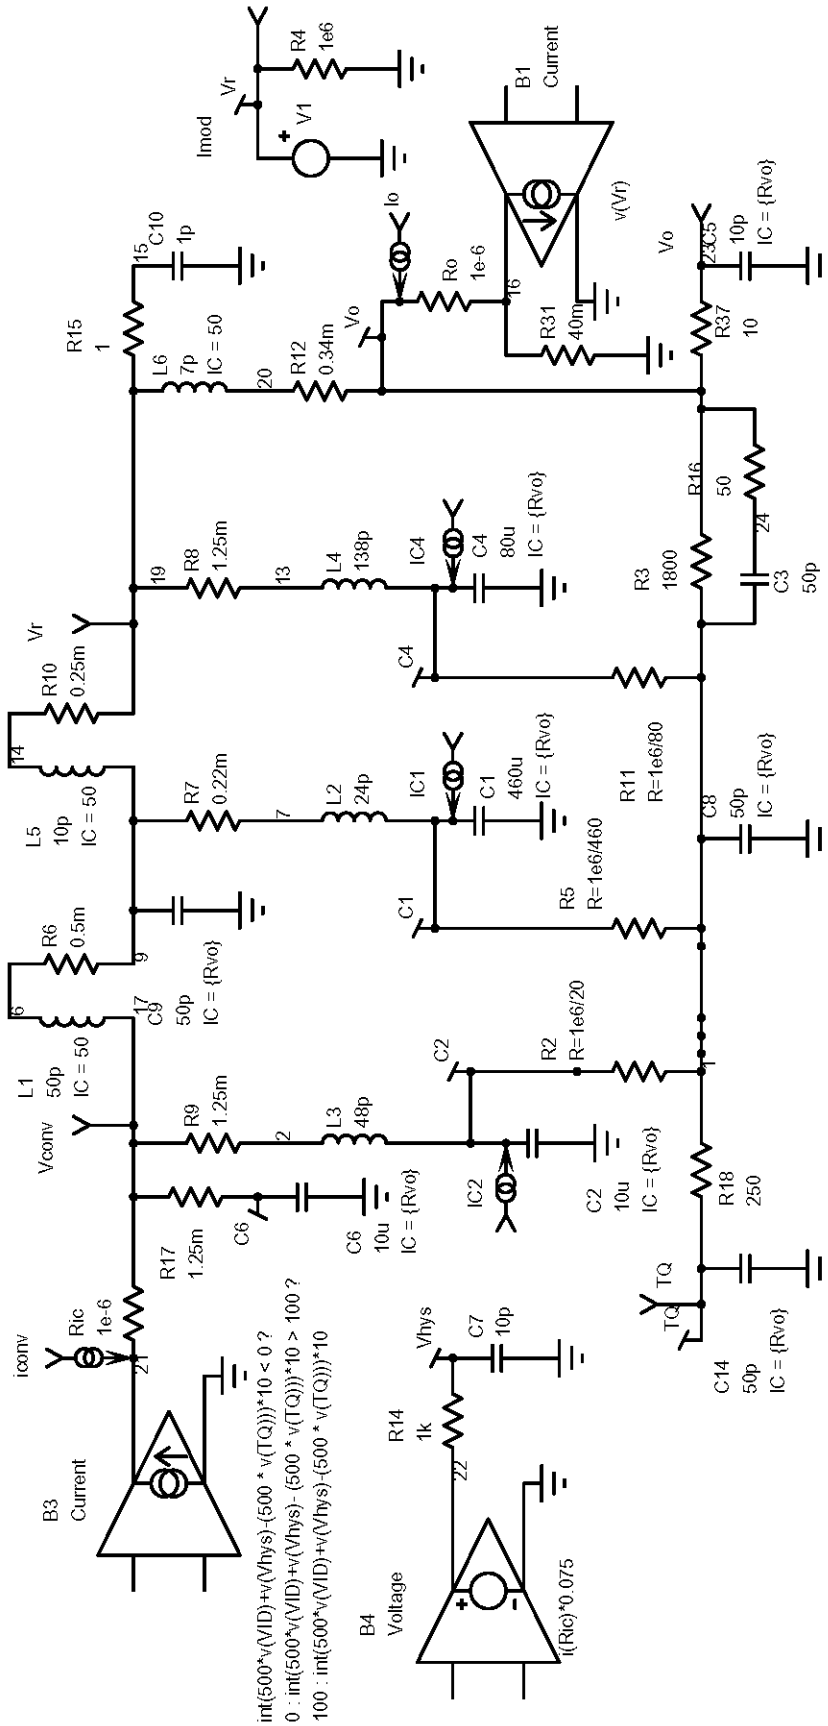 B3
Current
iconv
Ric
1e-6
21
int(500*v(VID)+v(Vhys)-(500 * v(TQ)))*10 < 0 ?
0 : int(500*v(VID)+v(Vhys)- (500 * v(TQ)))*10 > 100 ?
100 : int(500*v(VID)+v(Vhys)-(500 * v(TQ)))*10
R17
1.25m
C6
C6
10u
IC = {Rvo}
Vconv
R9
1.25m
2
L3
48p
C2
IC2
C2
10u
IC = {Rvo}
L1
50p
IC = 50
6
17
R6
0.5m
9
C9
50p
IC = {Rvo}
L5
10p
IC = 50
14
R10
0.25m
R7
0.22m
7
L2
24p
C1
IC1
C1
460u
IC = {Rvo}
Vr
19
R8
1.25m
13
L4
138p
C4
IC4
C4
80u
IC = {Rvo}
R15
1
15
C10
1p
L6
7p
IC = 50
20
R12
0.34m
Vo
Io
Ro
1e-6
16
R31
40m
Imod
Vr
V1
+
R4
1e6
B1
Current
v(Vr)
B4
Voltage
+
-
i(Ric)*0.075
22
R14
1k
Vhys
C7
10p
TQ
TQ
C14
50p
IC = {Rvo}
R18
250
R2
R=1e6/20
1
R5
R=1e6/460
R11
R=1e6/80
C8
50p
IC = {Rvo}
R3
1800
R16
50
24
C3
50p
R37
10
Vo
23
C5
10p
IC = {Rvo}